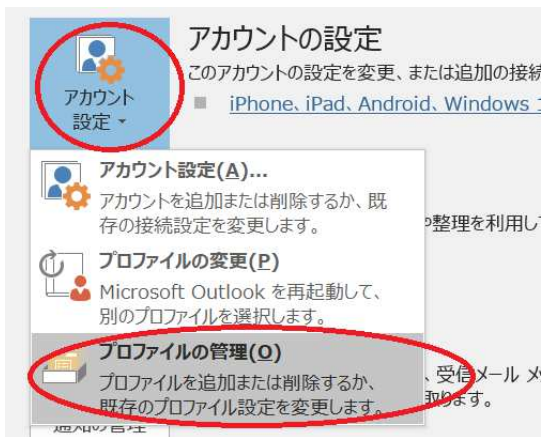 アカウントの設定
このアカウントの設定を変更、または追加の接続
アカウント
設定
■ iPhone、iPad、Android、Windows 1
アカウント設定(A)...
アカウントを追加または削除するか、既
存の接続設定を変更します。
や整理を利用して
プロファイルの変更(P)
Microsoft Outlook を再起動して、
別のプロファイルを選択します。
プロファイルの管理(O)
プロファイルを追加または削除するか、
既存のプロファイル設定を変更します。
、受信メール メ
取ります。
通知の管理